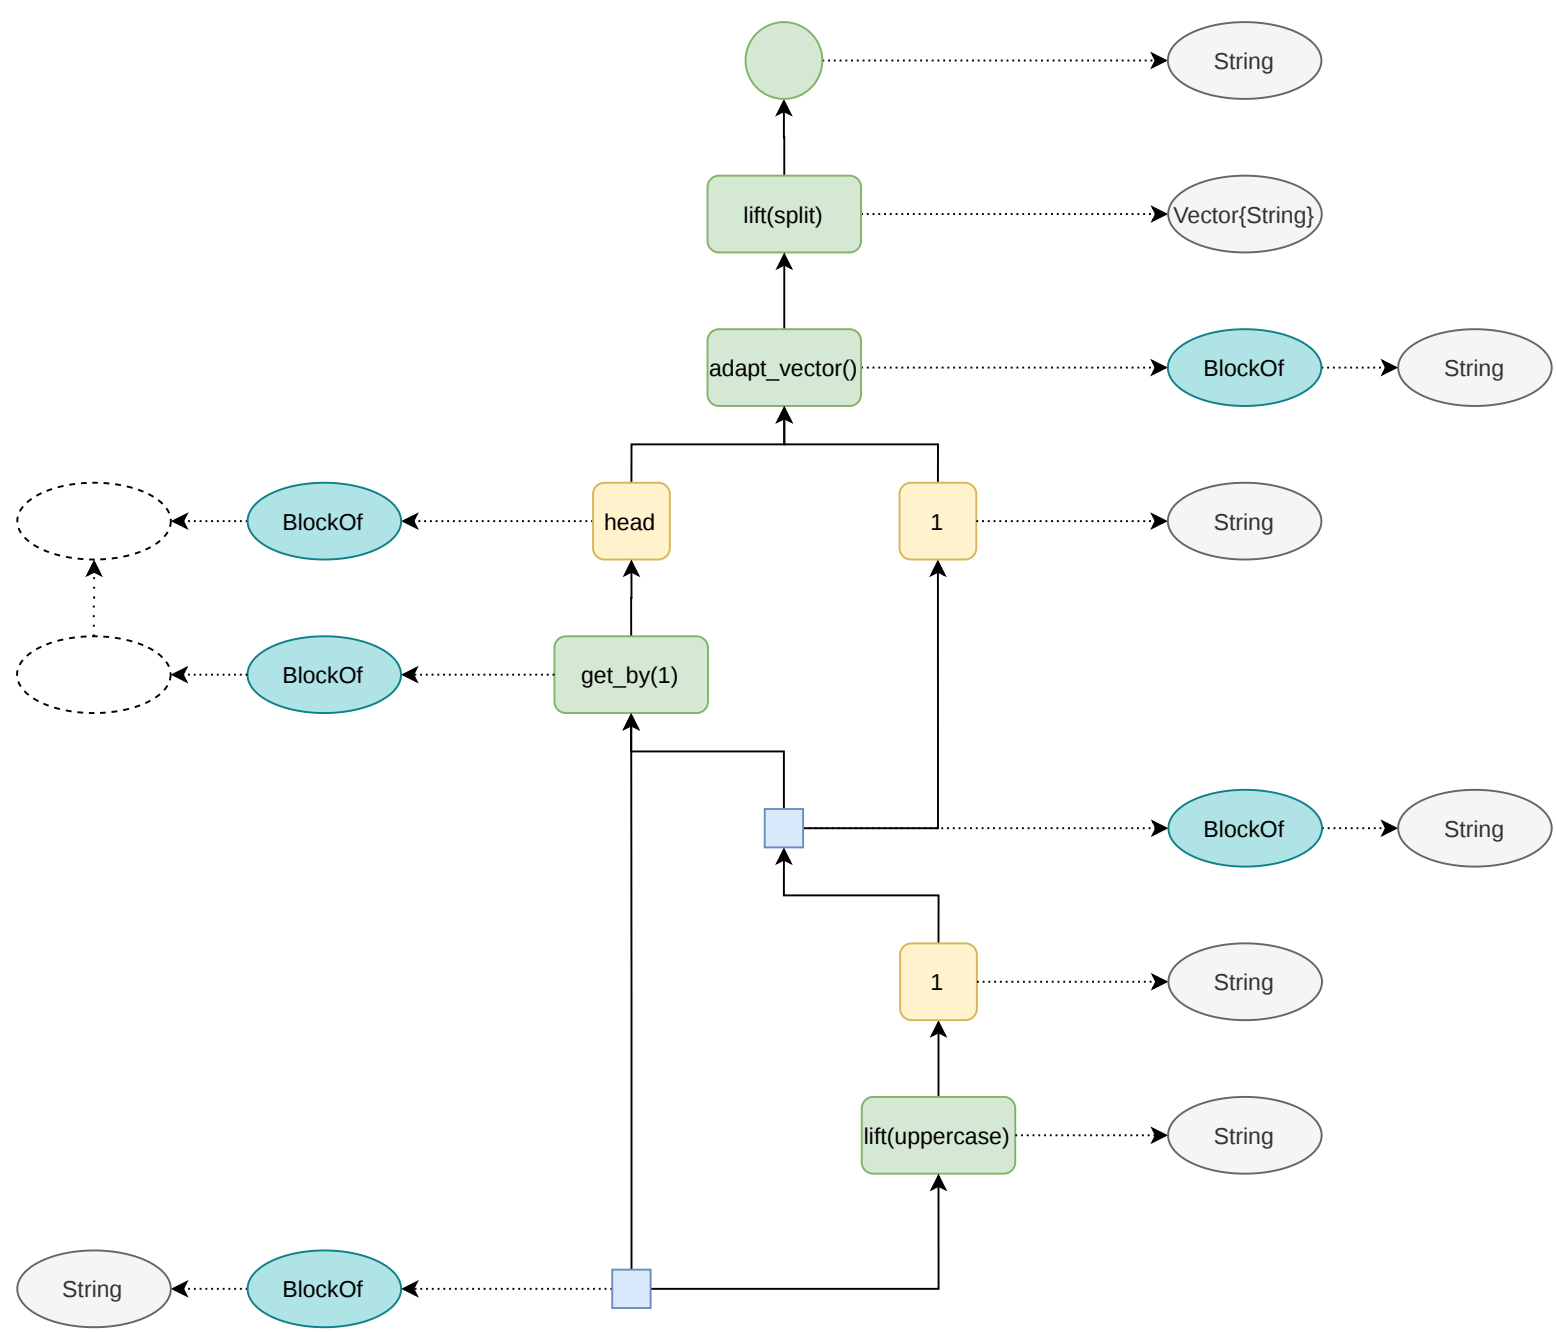 String
lift(split)
Vector{String}
adapt_vector()
BlockOf
String
BlockOf
head
1
String
BlockOf
get_by(1)
BlockOf
String
1
String
lift(uppercase)
String
String
BlockOf